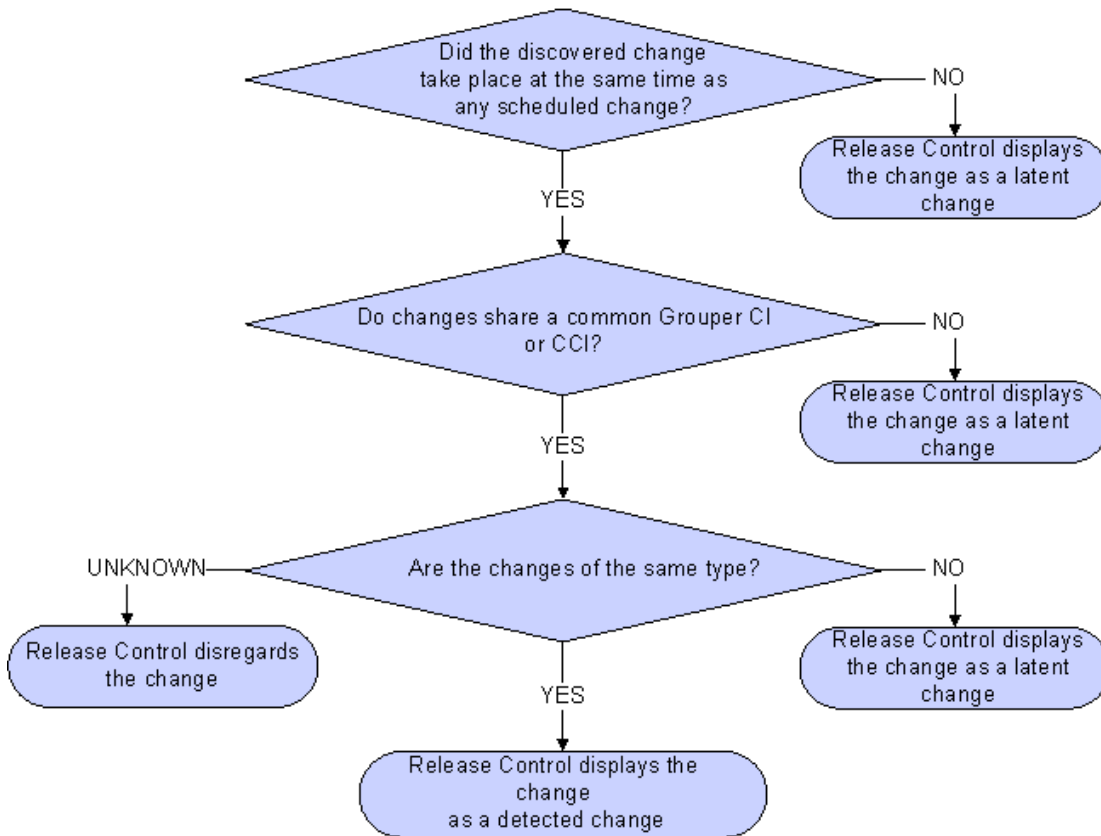 Did the discovered change
take place at the same time as
any scheduled change?
NO
Release Control displays
the change as a latent
change
YES
Do changes share a common Grouper CI
or CCI?
NO
Release Control displays
the change as a latent
change
YES
Are the changes of the same type?
UNKNOWN
NO
Release Control disregards
the change
Release Control displays
the change as a latent
change
YES
Release Control displays the
change
as a detected change